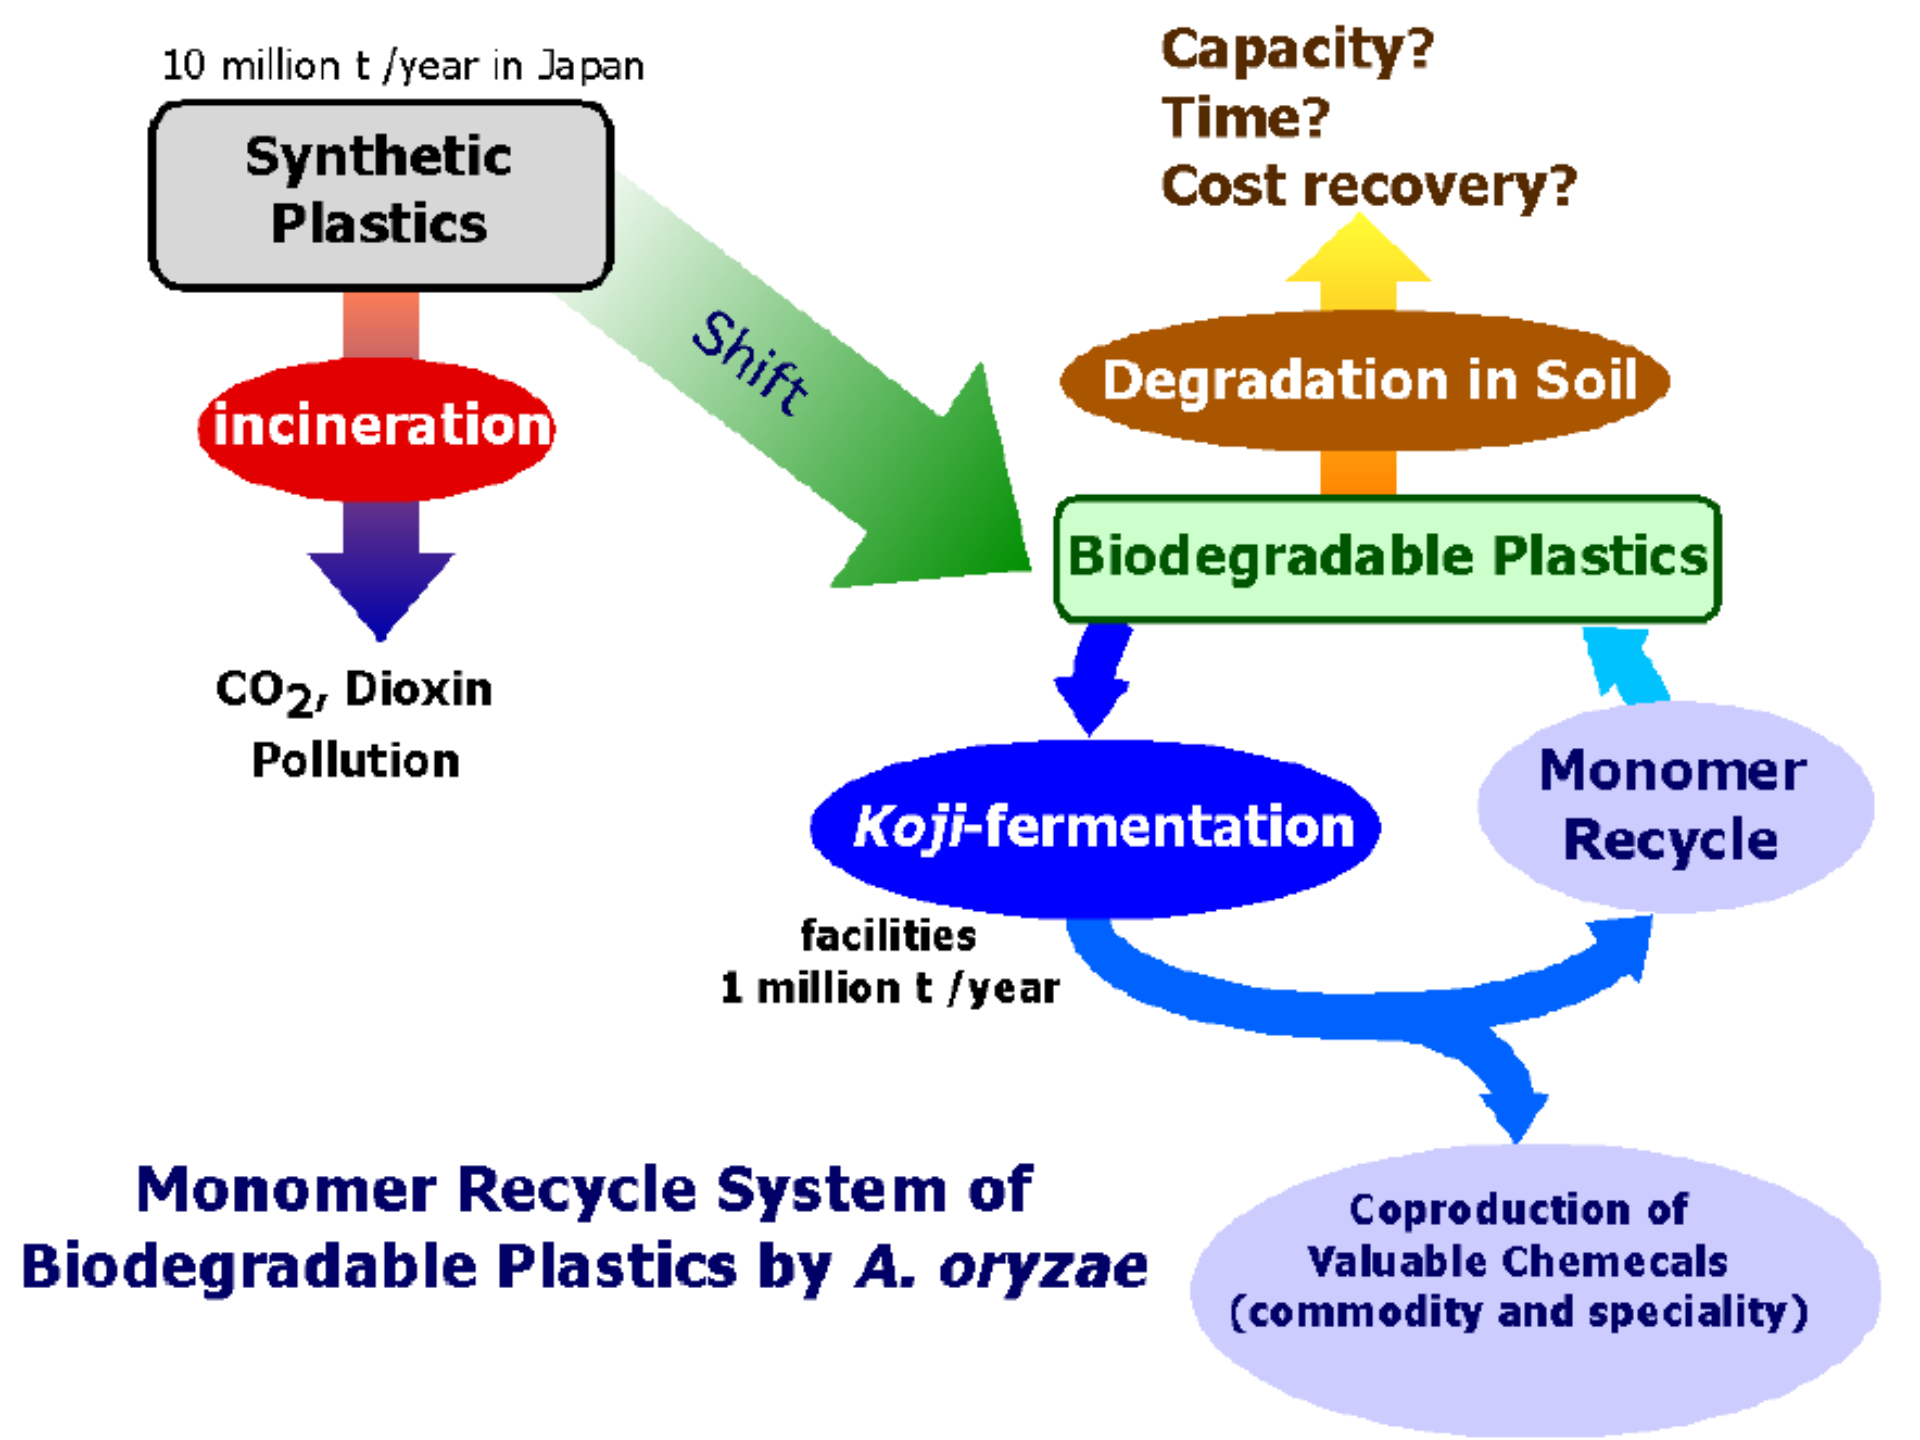 10 million t /year in Japan
Synthetic
Plastics
incineration
CO2, Dioxin
Pollution
Shift
Capacity?
Time?
Cost recovery?
Degradation in Soil
Biodegradable Plastics
Koji-fermentation
facilities
1 million t /year
Monomer
Recycle
Coproduction of
Valuable Chemecals
(commodity and speciality)
Monomer Recycle System of
Biodegradable Plastics by A. oryzae